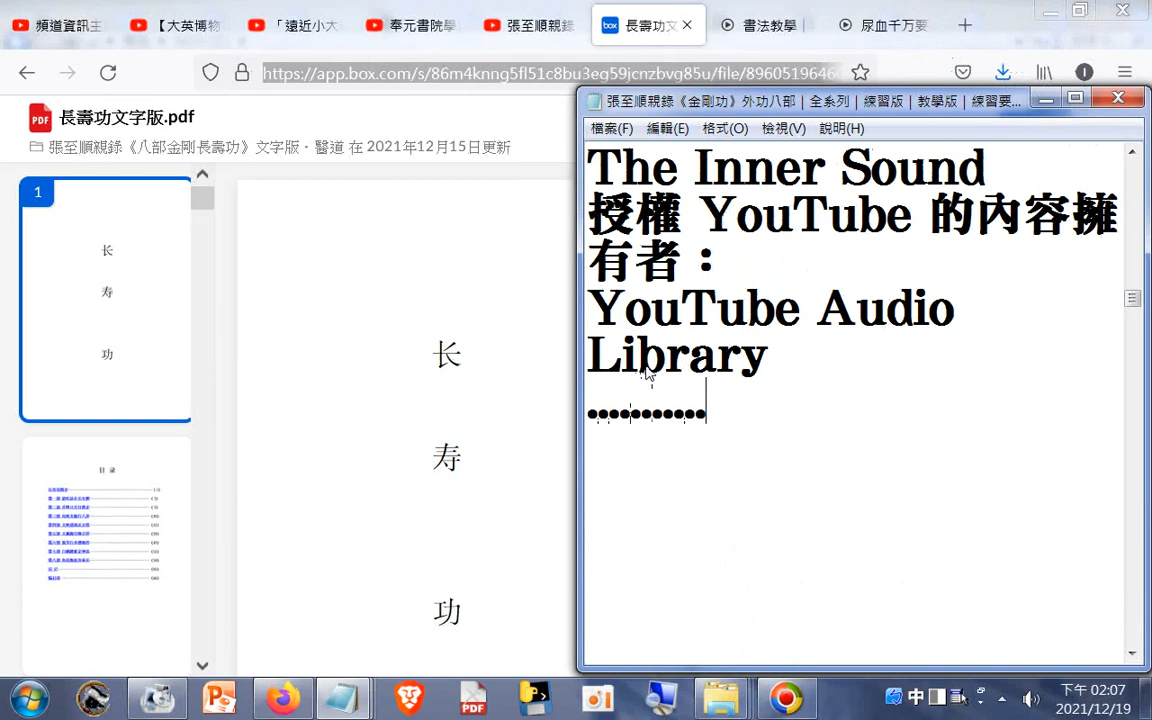 頻道資訊主
【大英博物
「遠近小大
奉元書院學
張至順親錄
長壽功文
書法教學
尿血千万要
https://app.box.com/s/86m4knng5fl51c8bu3eg59jcnzbvg85u/file/8960519646
長壽功文字版.pdf
張至順親錄《八部金剛長壽功》文字版・醫道 在 2021年12月15日更新
1
长
寿
功
目 录
长
寿
功
張至順親錄《金剛功》外功八部 | 全系列 | 練習版 | 教學版 | 練習要...
檔案(F) 編輯(E) 格式(O) 檢視(V) 說明(H)
The Inner Sound
授權 YouTube 的內容擁
有者：
YouTube Audio
Library
•••••••••••
中
下午 02:07
2021/12/19